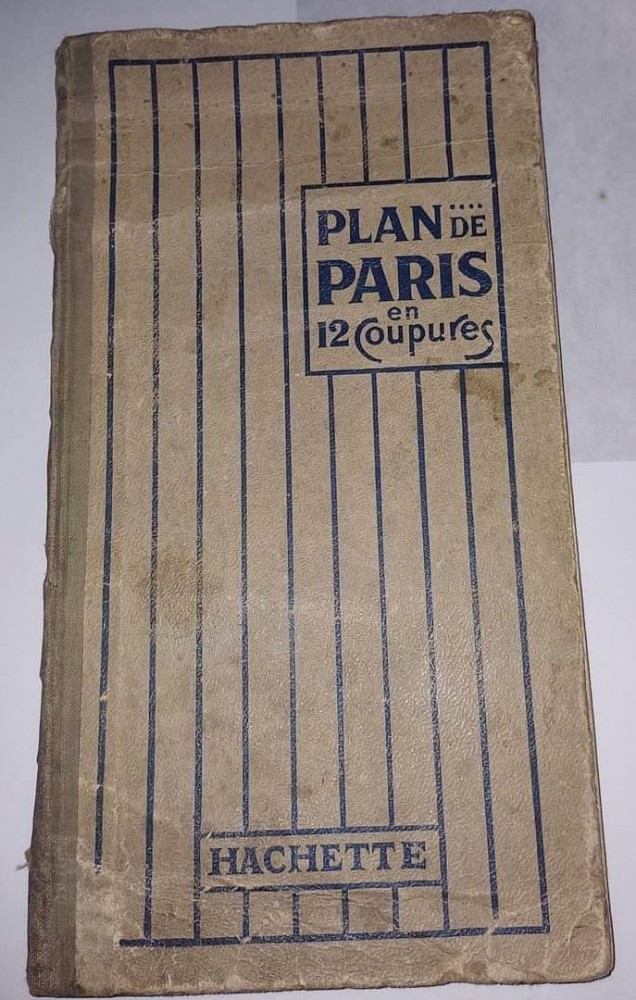 PLAN DE
PARIS
en
12 Coupures
HACHETTE